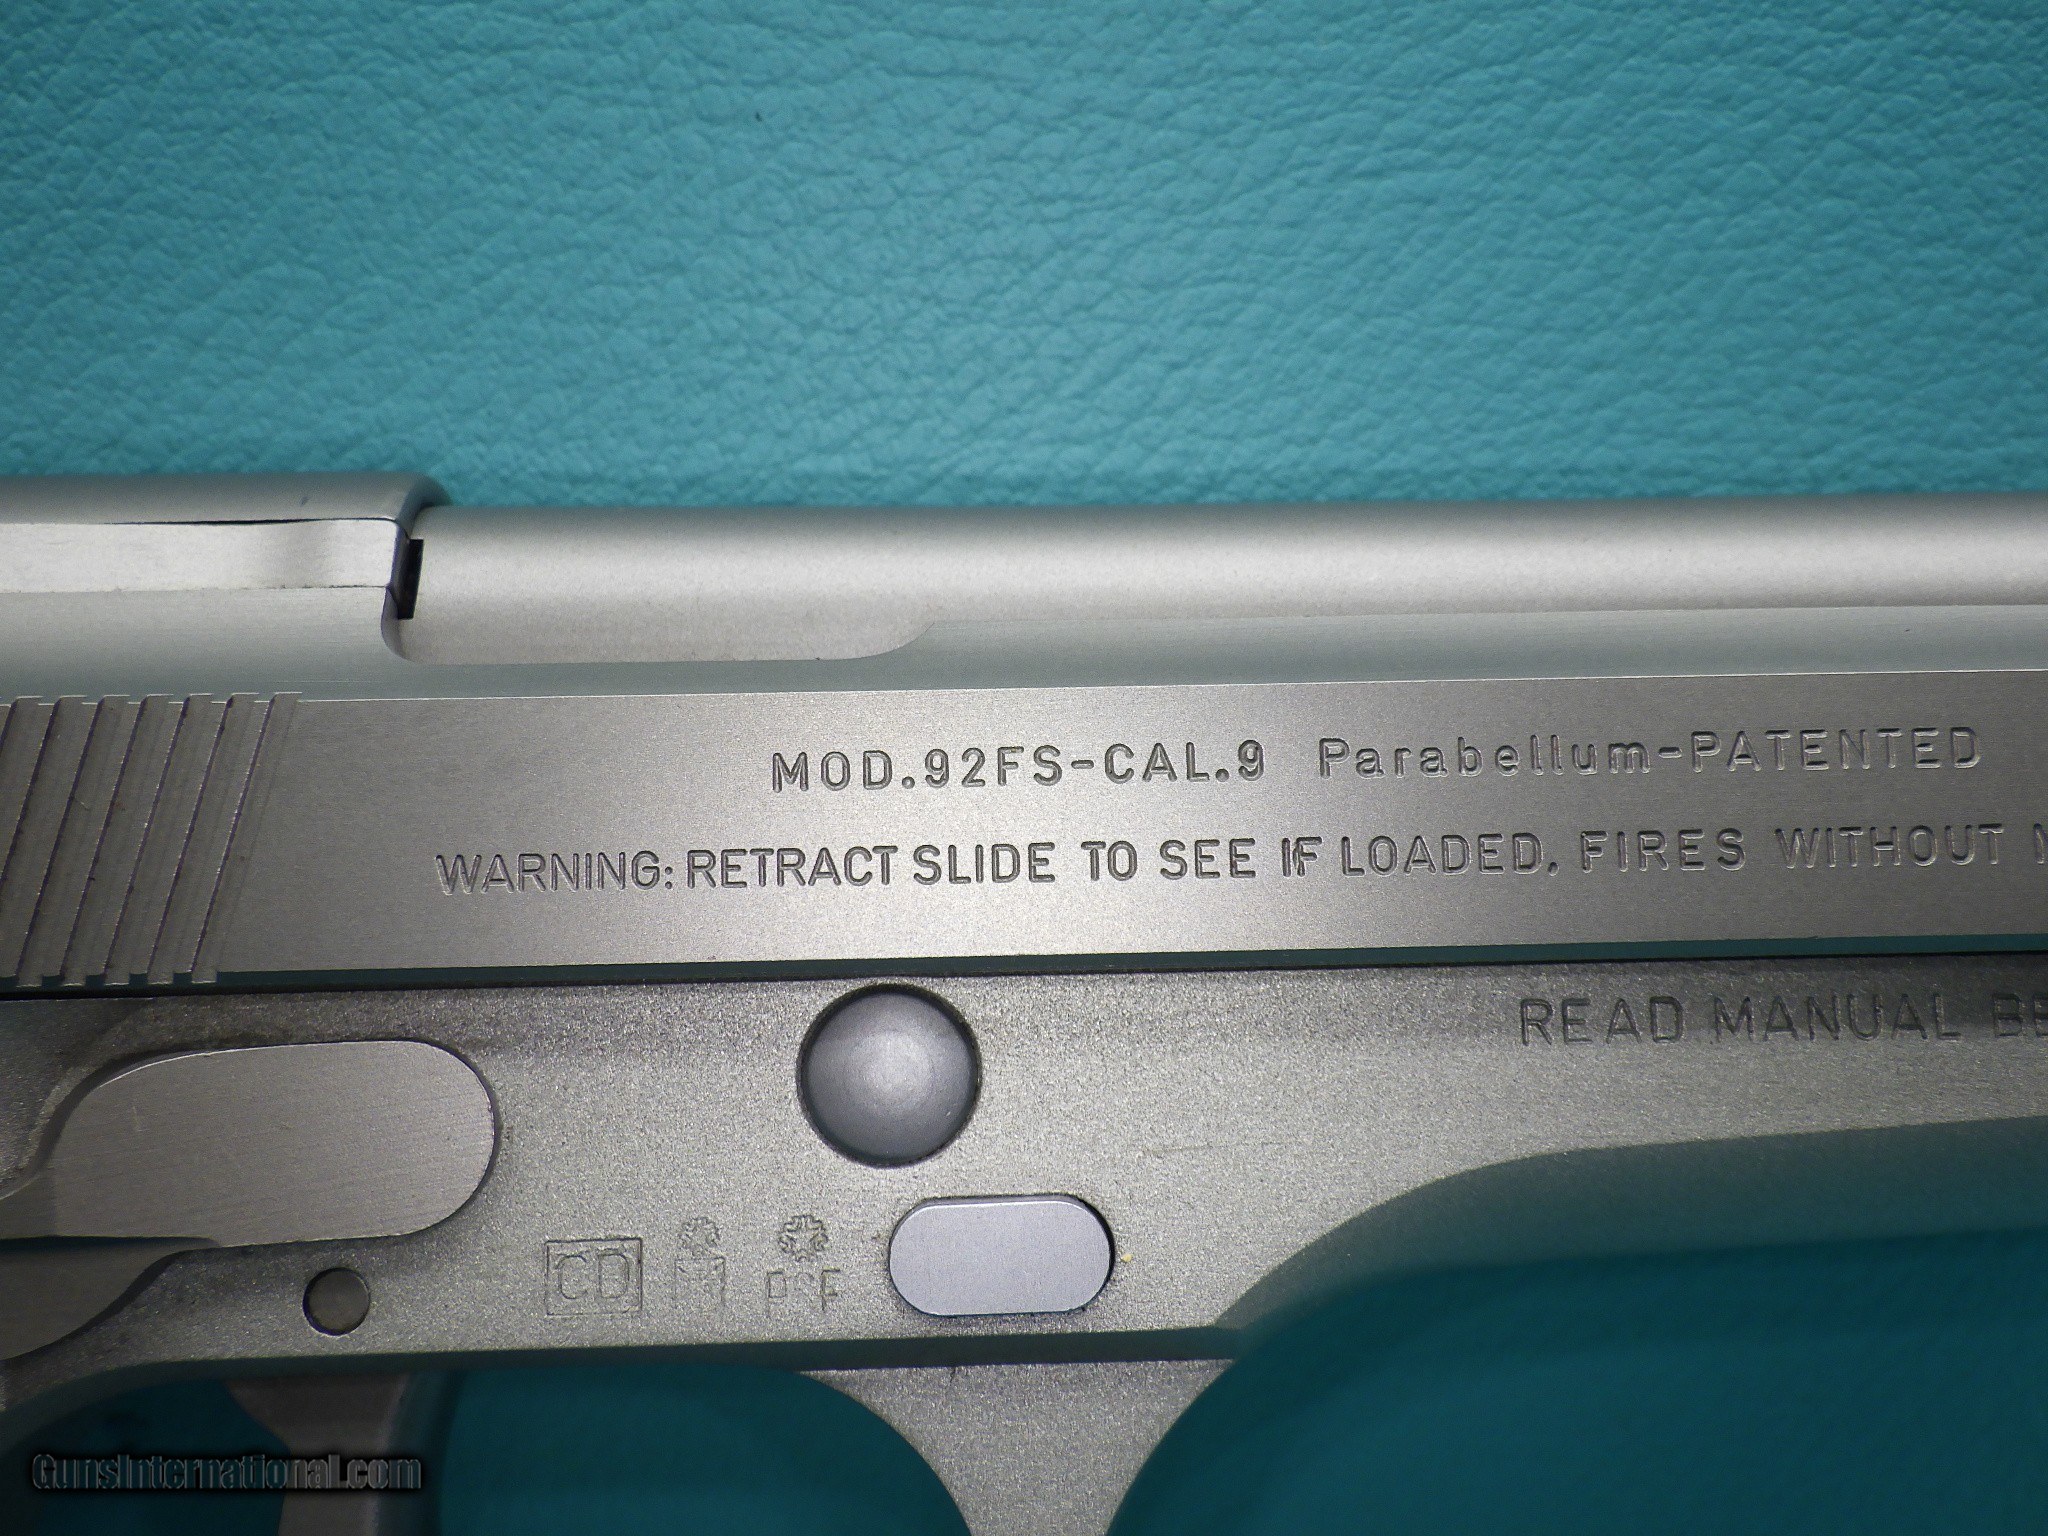 MOD.92FS-CAL.9 Parabellum-PATENTED
WARNING: RETRACT SLIDE TO SEE IF LOADED, FIRES WITHOUT
READ MANUAL
CD
PSF
GunsInternational.com